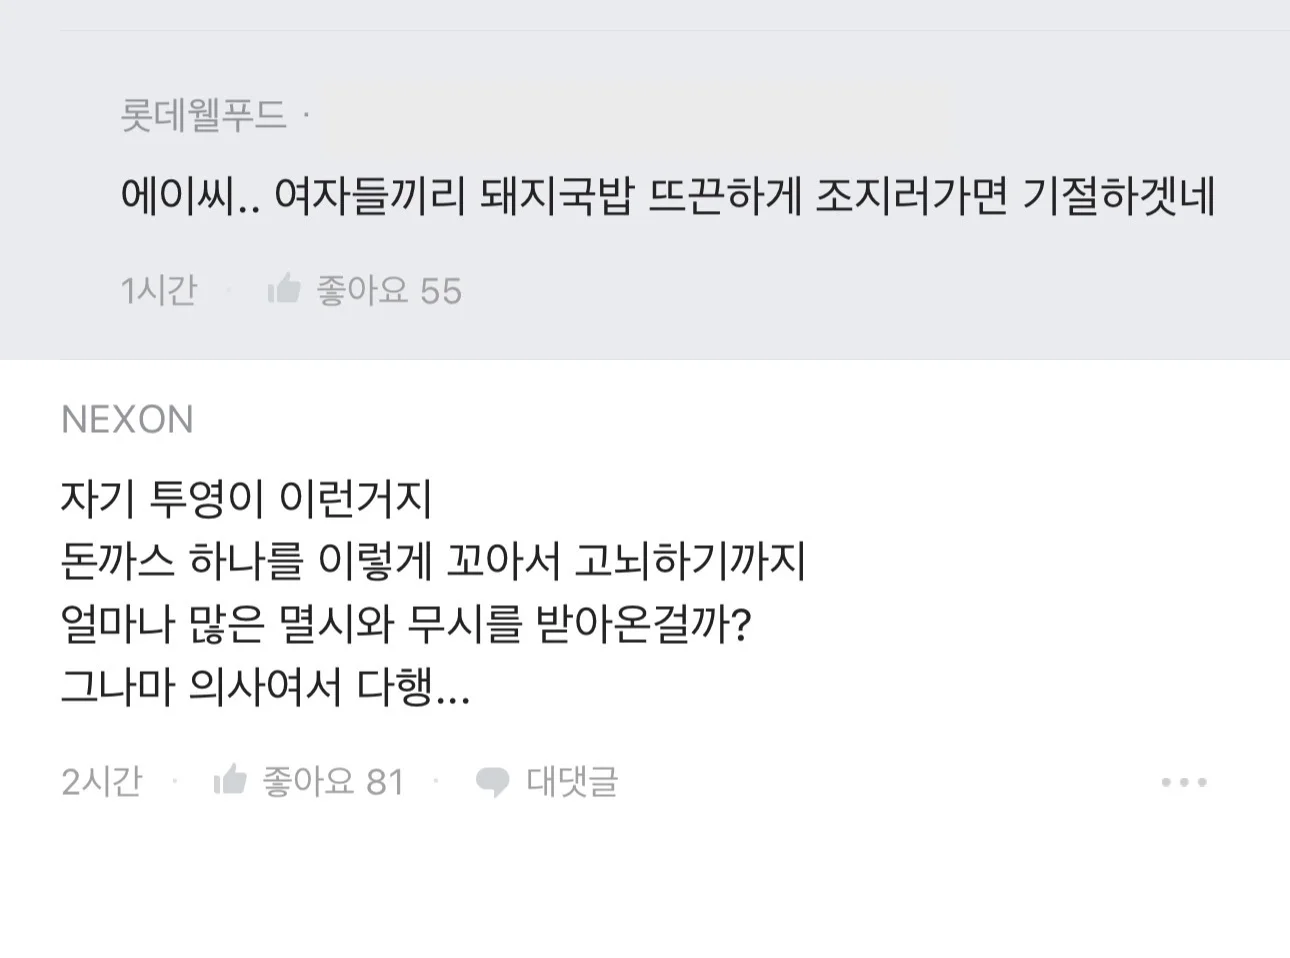 롯데웰푸드 ·
에이씨.. 여자들끼리 돼지국밥 뜨끈하게 조지러가면 기절하겟네
1시간 · 좋아요 55
NEXON
자기 투영이 이런거지
돈까스 하나를 이렇게 꼬아서 고뇌하기까지
얼마나 많은 멸시와 무시를 받아온걸까?
그나마 의사여서 다행...
2시간 · 좋아요 81 · 대댓글